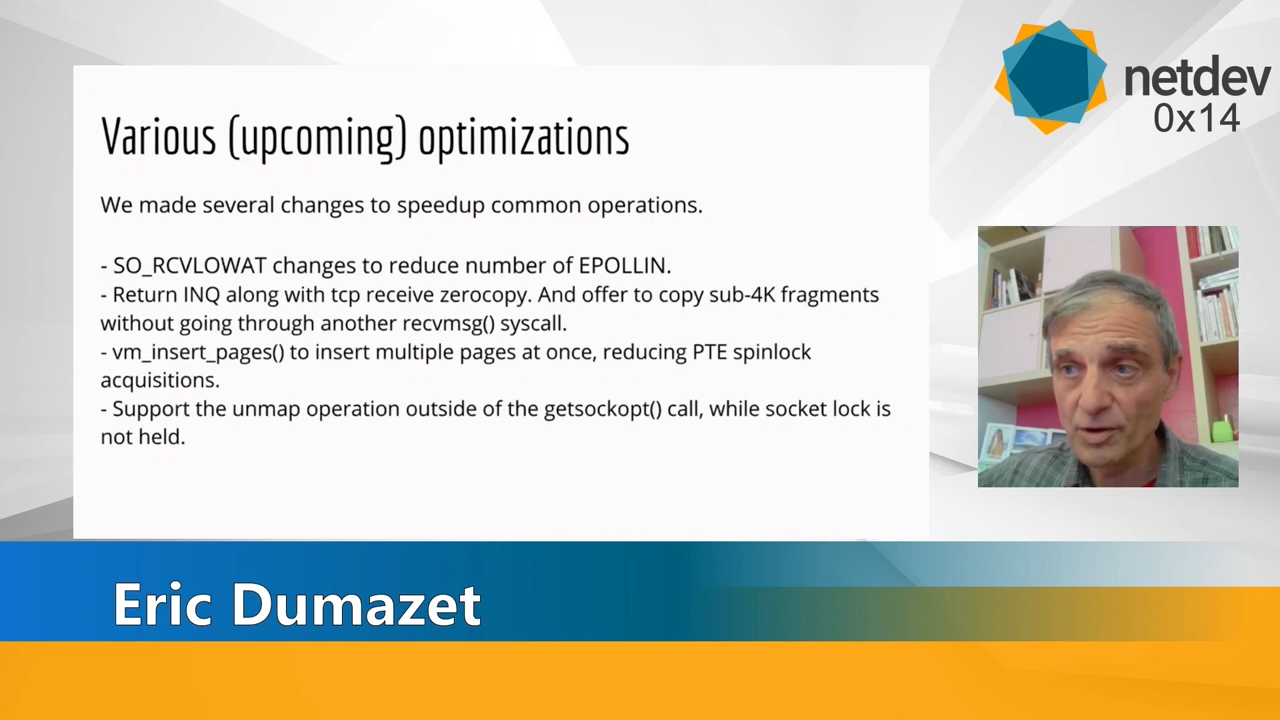 Various (upcoming) optimizations
We made several changes to speedup common operations.
- SO_RCVLOWAT changes to reduce number of EPOLLIN.
- Return INQ along with tcp receive zerocopy. And offer to copy sub-4K fragments
without going through another recvmsg() syscall.
- vm_insert_pages() to insert multiple pages at once, reducing PTE spinlock
acquisitions.
- Support the unmap operation outside of the getsockopt() call, while socket lock is
not held.
netdev
0x14
Eric Dumazet